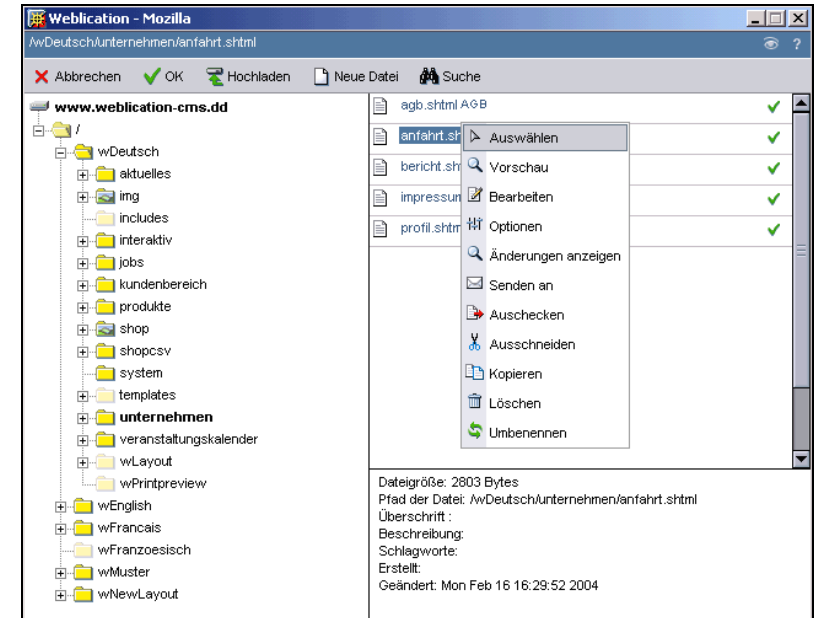 Weblication - Mozilla
/wDeutsch/unternehmen/anfahrt.shtml
?
Abbrechen OK Hochladen Neue Datei Suche
www.weblication-cms.dd
/
wDeutsch
aktuelles
img
includes
interaktiv
jobs
kundenbereich
produkte
shop
shopcsv
system
templates
unternehmen
veranstaltungskalender
wLayout
wPrintpreview
wEnglish
wFrancais
wFranzoesisch
wMuster
wNewLayout
agb.shtml AGB
anfahrt.sh
bericht.sh
impressum
profil.shtm
Auswählen
Vorschau
Bearbeiten
Optionen
Änderungen anzeigen
Senden an
Auschecken
Ausschneiden
Kopieren
Löschen
Umbenennen
Dateigröße: 2803 Bytes
Pfad der Datei: /wDeutsch/unternehmen/anfahrt.shtml
Überschrift :
Beschreibung:
Schlagworte:
Erstellt:
Geändert: Mon Feb 16 16:29:52 2004